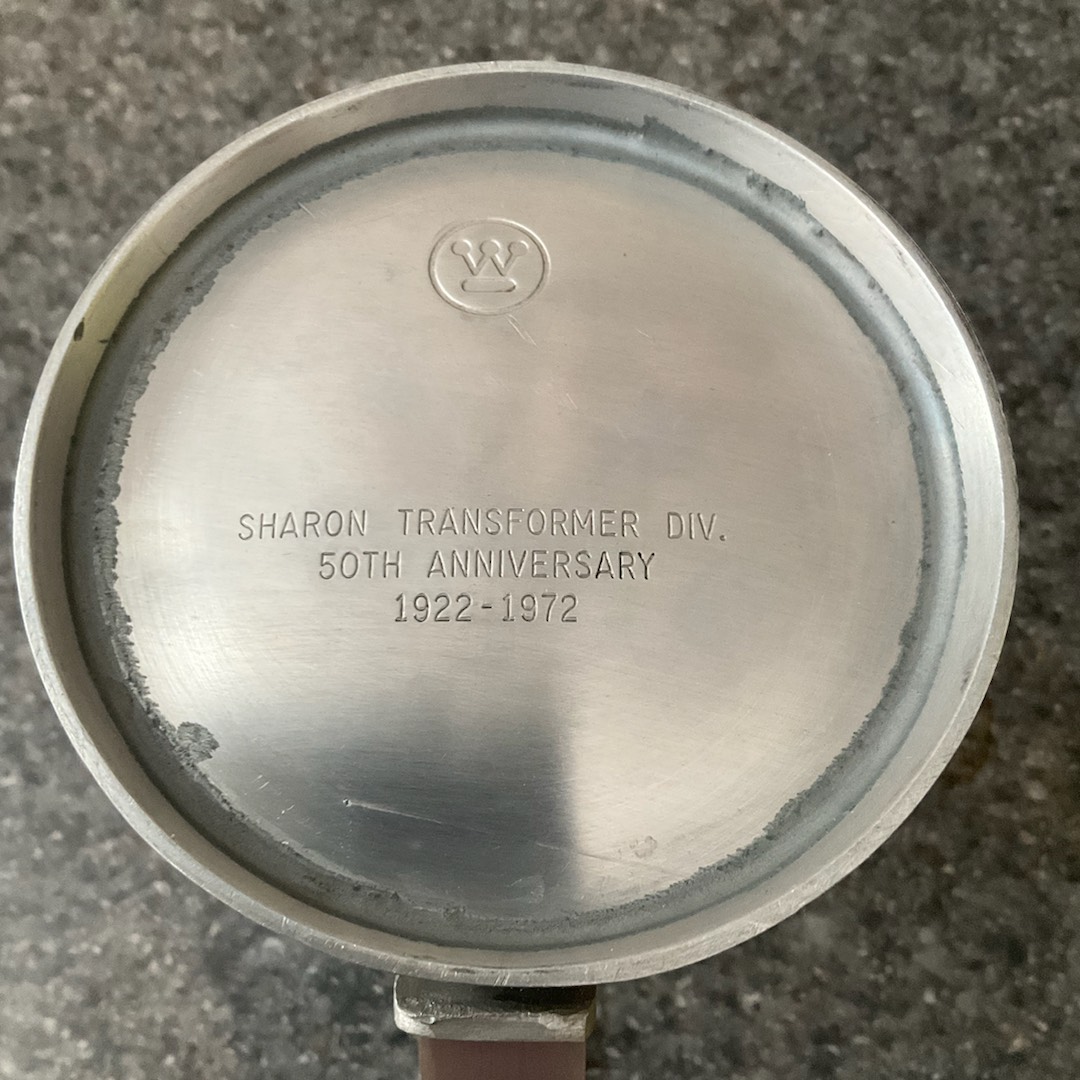 W
SHARON TRANSFORMER DIV.
50TH ANNIVERSARY
1922-1972